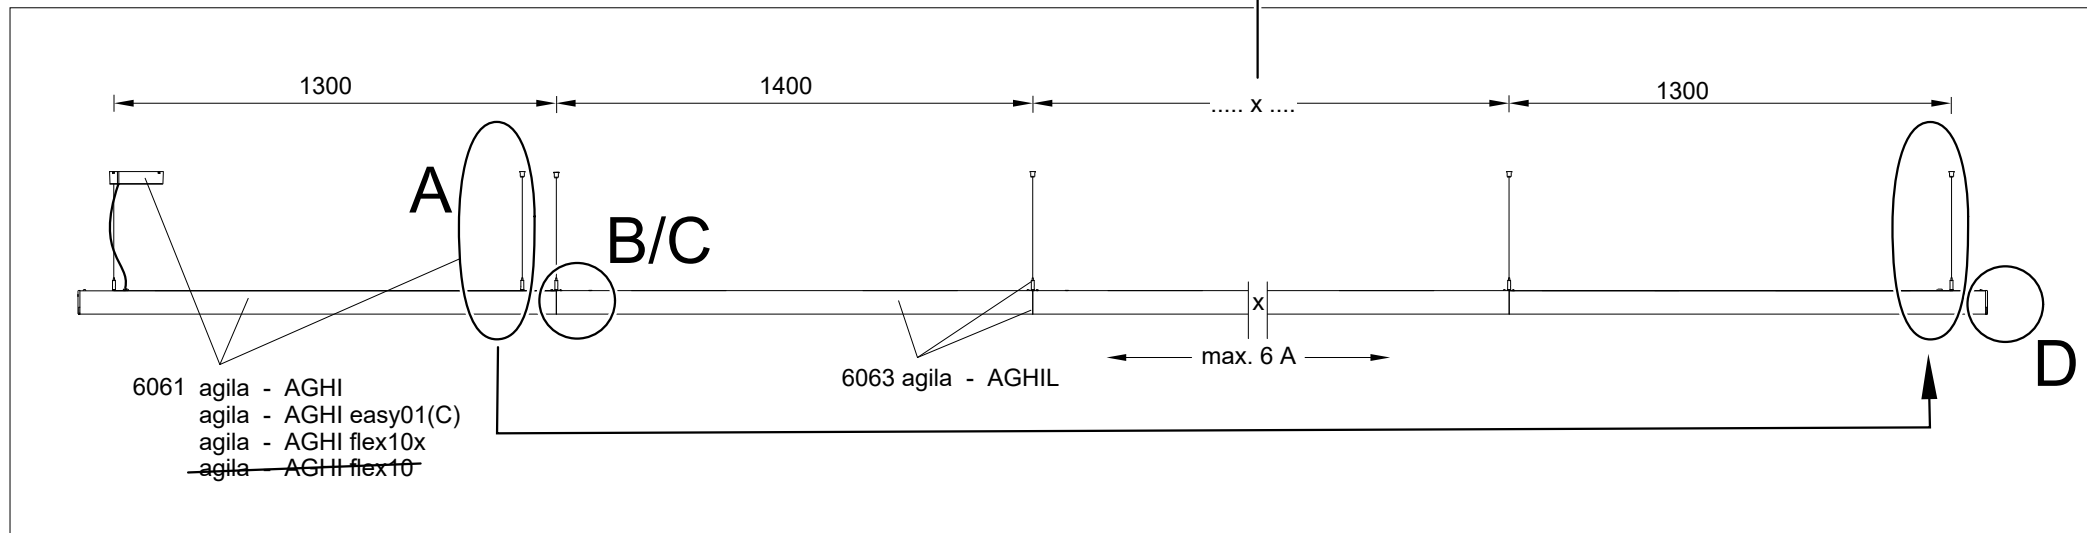 1300
1400
..... x ....
1300
A
B/C
x
max. 6 A
D
6063 agila - AGHIL
6061 agila - AGHI
agila - AGHI easy01(C)
agila - AGHI flex10x
agila - AGHI flex10